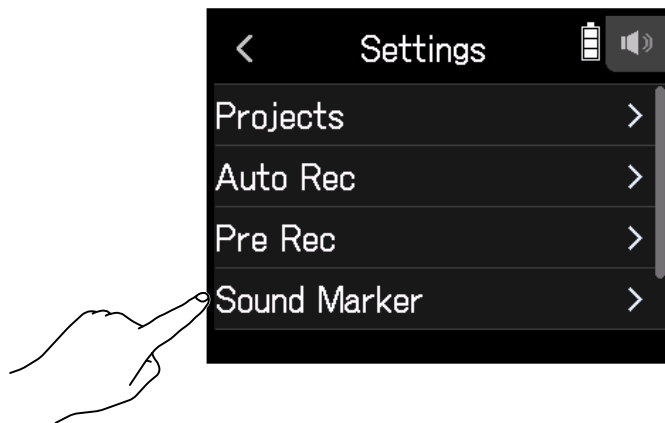 Settings
Projects
Auto Rec
Pre Rec
Sound Marker